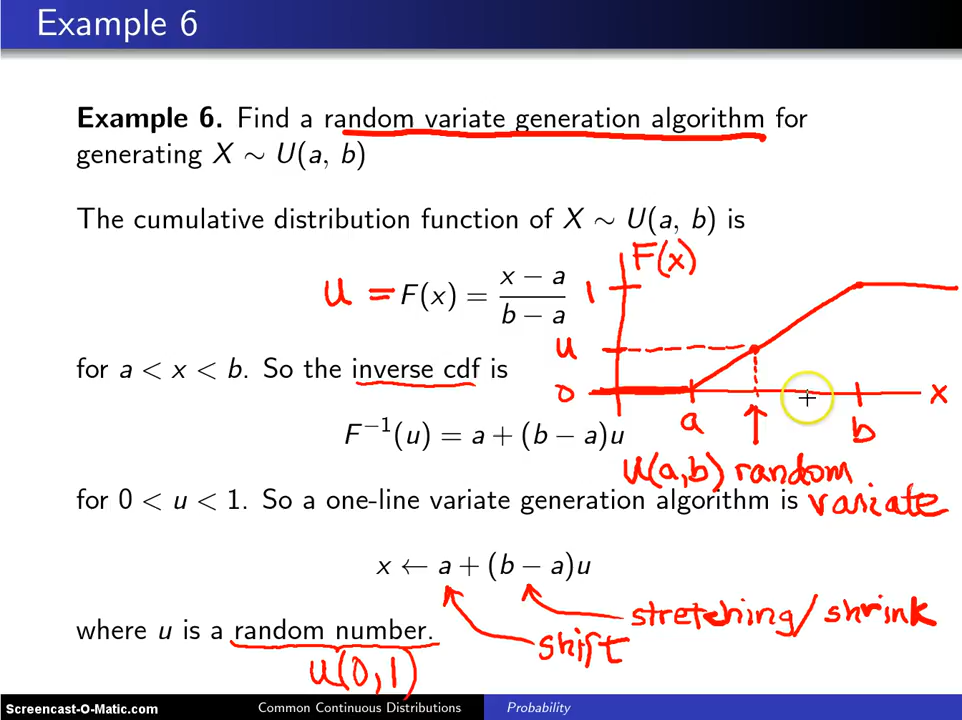 Example 6
Example 6. Find a random variate generation algorithm for
generating X ∼ U(a, b)
The cumulative distribution function of X ∼ U(a, b) is
u = F(x) = (x − a)/(b − a)
F(x)
1
u
0
a
b
x
for a < x < b. So the inverse cdf is
F⁻¹(u) = a + (b − a)u
U(a,b) random
variate
for 0 < u < 1. So a one-line variate generation algorithm is
x ← a + (b − a)u
stretching/shrink
shift
where u is a random number.
U(0,1)
Screencast-O-Matic.com
Common Continuous Distributions
Probability